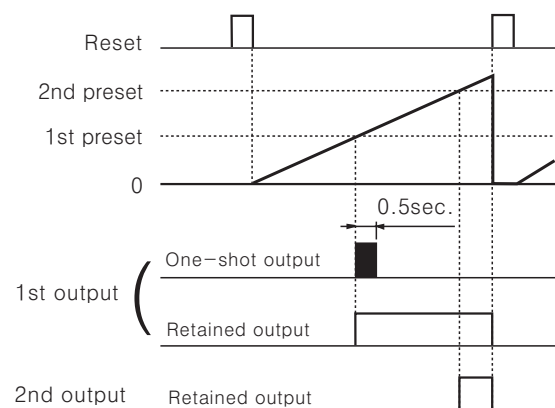 Reset
2nd preset
1st preset
0
0.5sec.
One-shot output
1st output
Retained output
2nd output Retained output